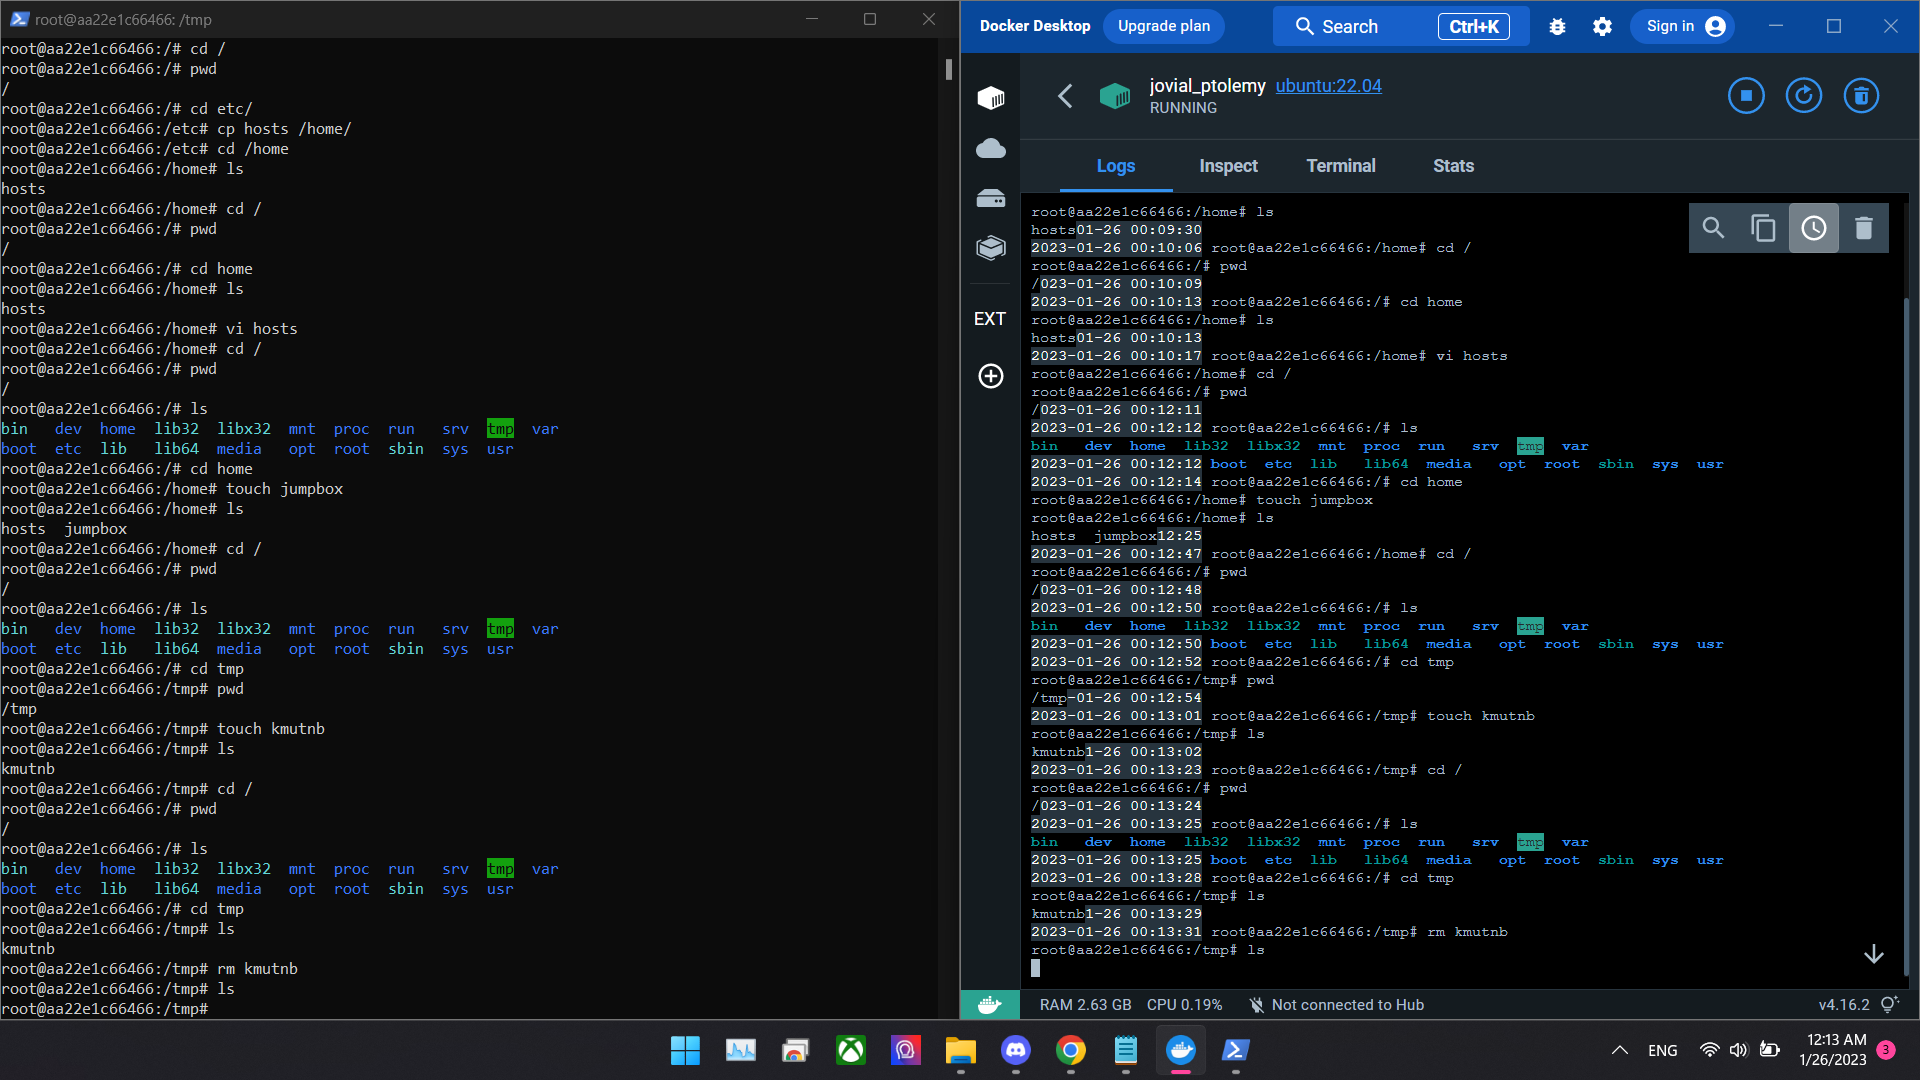 root@aa22e1c66466: /tmp
root@aa22e1c66466:/# cd /
root@aa22e1c66466:/# pwd
/
root@aa22e1c66466:/# cd etc/
root@aa22e1c66466:/etc# cp hosts /home/
root@aa22e1c66466:/etc# cd /home
root@aa22e1c66466:/home# ls
hosts
root@aa22e1c66466:/home# cd /
root@aa22e1c66466:/# pwd
/
root@aa22e1c66466:/# cd home
root@aa22e1c66466:/home# ls
hosts
root@aa22e1c66466:/home# vi hosts
root@aa22e1c66466:/home# cd /
root@aa22e1c66466:/# pwd
/
root@aa22e1c66466:/# ls
bin   dev  home  lib32  libx32  mnt  proc  run   srv  tmp  var
boot  etc  lib   lib64  media   opt  root  sbin  sys  usr
root@aa22e1c66466:/# cd home
root@aa22e1c66466:/home# touch jumpbox
root@aa22e1c66466:/home# ls
hosts  jumpbox
root@aa22e1c66466:/home# cd /
root@aa22e1c66466:/# pwd
/
root@aa22e1c66466:/# ls
bin   dev  home  lib32  libx32  mnt  proc  run   srv  tmp  var
boot  etc  lib   lib64  media   opt  root  sbin  sys  usr
root@aa22e1c66466:/# cd tmp
root@aa22e1c66466:/tmp# pwd
/tmp
root@aa22e1c66466:/tmp# touch kmutnb
root@aa22e1c66466:/tmp# ls
kmutnb
root@aa22e1c66466:/tmp# cd /
root@aa22e1c66466:/# pwd
/
root@aa22e1c66466:/# ls
bin   dev  home  lib32  libx32  mnt  proc  run   srv  tmp  var
boot  etc  lib   lib64  media   opt  root  sbin  sys  usr
root@aa22e1c66466:/# cd tmp
root@aa22e1c66466:/tmp# ls
kmutnb
root@aa22e1c66466:/tmp# rm kmutnb
root@aa22e1c66466:/tmp# ls
root@aa22e1c66466:/tmp#
Docker Desktop Upgrade plan Search Ctrl+K Sign in
EXT
jovial_ptolemy ubuntu:22.04
RUNNING
Logs Inspect Terminal Stats
root@aa22e1c66466:/home# ls
hosts01-26 00:09:30
2023-01-26 00:10:06 root@aa22e1c66466:/home# cd /
root@aa22e1c66466:/# pwd
/023-01-26 00:10:09
2023-01-26 00:10:13 root@aa22e1c66466:/# cd home
root@aa22e1c66466:/home# ls
hosts01-26 00:10:13
2023-01-26 00:10:17 root@aa22e1c66466:/home# vi hosts
root@aa22e1c66466:/home# cd /
root@aa22e1c66466:/# pwd
/023-01-26 00:12:11
2023-01-26 00:12:12 root@aa22e1c66466:/# ls
bin   dev  home  lib32  libx32  mnt  proc  run   srv  tmp  var
2023-01-26 00:12:12 boot  etc  lib   lib64  media   opt  root  sbin  sys  usr
2023-01-26 00:12:14 root@aa22e1c66466:/# cd home
root@aa22e1c66466:/home# touch jumpbox
root@aa22e1c66466:/home# ls
hosts  jumpbox12:25
2023-01-26 00:12:47 root@aa22e1c66466:/home# cd /
root@aa22e1c66466:/# pwd
/023-01-26 00:12:48
2023-01-26 00:12:50 root@aa22e1c66466:/# ls
bin   dev  home  lib32  libx32  mnt  proc  run   srv  tmp  var
2023-01-26 00:12:50 boot  etc  lib   lib64  media   opt  root  sbin  sys  usr
2023-01-26 00:12:52 root@aa22e1c66466:/# cd tmp
root@aa22e1c66466:/tmp# pwd
/tmp-01-26 00:12:54
2023-01-26 00:13:01 root@aa22e1c66466:/tmp# touch kmutnb
root@aa22e1c66466:/tmp# ls
kmutnb1-26 00:13:02
2023-01-26 00:13:23 root@aa22e1c66466:/tmp# cd /
root@aa22e1c66466:/# pwd
/023-01-26 00:13:24
2023-01-26 00:13:25 root@aa22e1c66466:/# ls
bin   dev  home  lib32  libx32  mnt  proc  run   srv  tmp  var
2023-01-26 00:13:25 boot  etc  lib   lib64  media   opt  root  sbin  sys  usr
2023-01-26 00:13:28 root@aa22e1c66466:/# cd tmp
root@aa22e1c66466:/tmp# ls
kmutnb1-26 00:13:29
2023-01-26 00:13:31 root@aa22e1c66466:/tmp# rm kmutnb
root@aa22e1c66466:/tmp# ls
RAM 2.63 GB CPU 0.19% Not connected to Hub v4.16.2
ENG 12:13 AM 3
1/26/2023